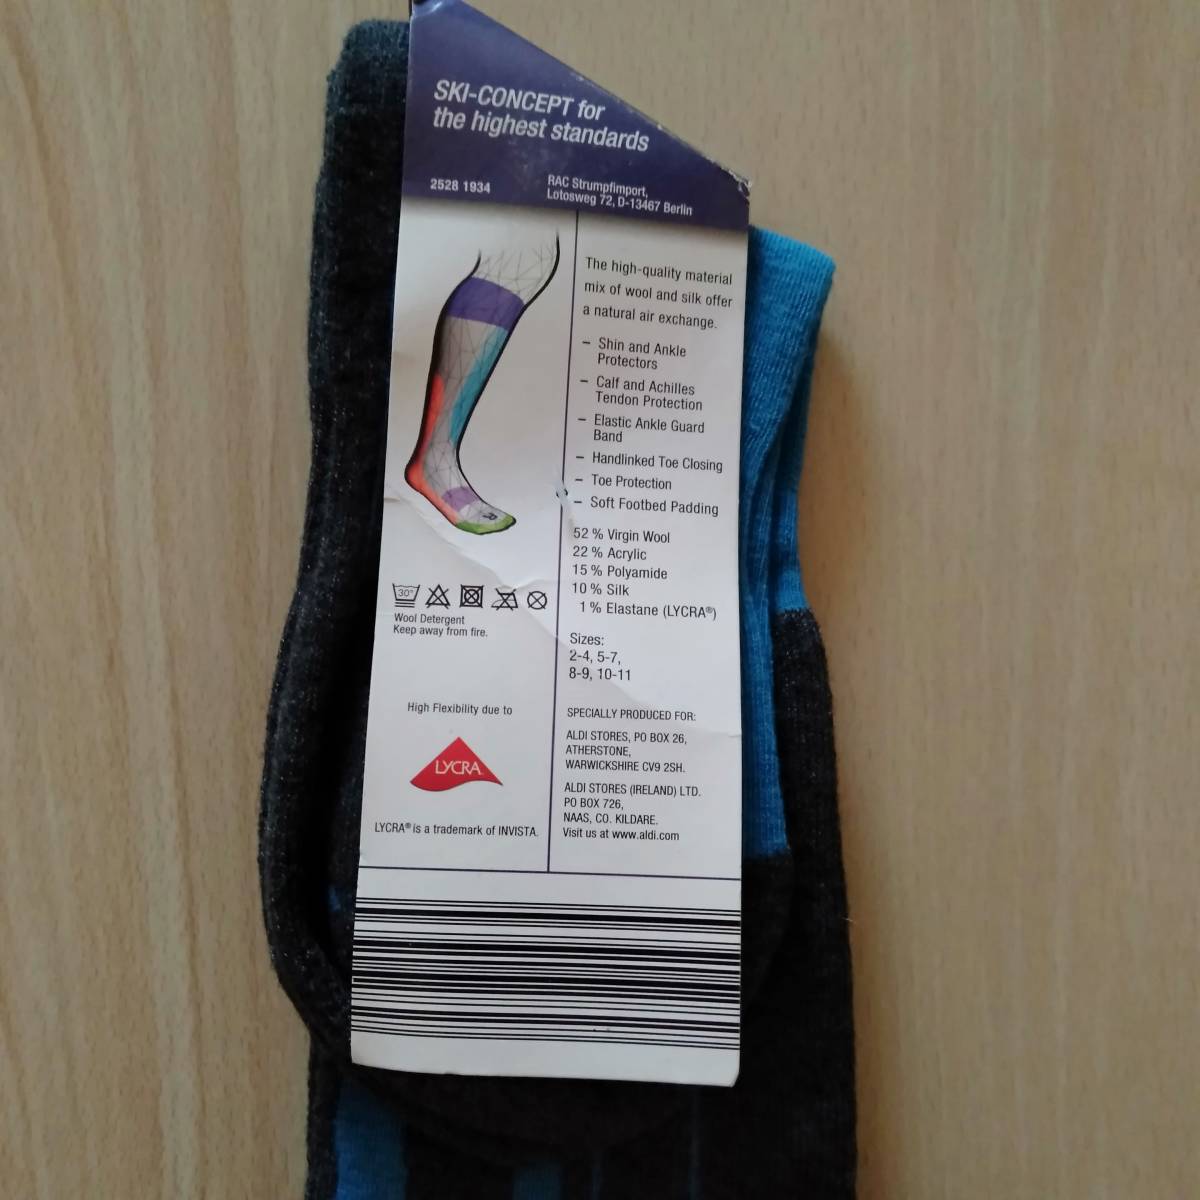 SKI-CONCEPT for
the highest standards
2528 1934
RAC Strumpfimport,
Lotosweg 72, D-13467 Berlin
The high-quality material
mix of wool and silk offer
a natural air exchange.
– Shin and Ankle
Protectors
– Calf and Achilles
Tendon Protection
– Elastic Ankle Guard
Band
– Handlinked Toe Closing
– Toe Protection
– Soft Footbed Padding
R
52 % Virgin Wool
22 % Acrylic
15 % Polyamide
10 % Silk
1 % Elastane (LYCRA®)
30°
Wool Detergent
Keep away from fire.
Sizes:
2-4, 5-7,
8-9, 10-11
High Flexibility due to
LYCRA
LYCRA® is a trademark of INVISTA.
SPECIALLY PRODUCED FOR:
ALDI STORES, PO BOX 26,
ATHERSTONE,
WARWICKSHIRE CV9 2SH.
ALDI STORES (IRELAND) LTD.
PO BOX 726,
NAAS, CO. KILDARE.
Visit us at www.aldi.com